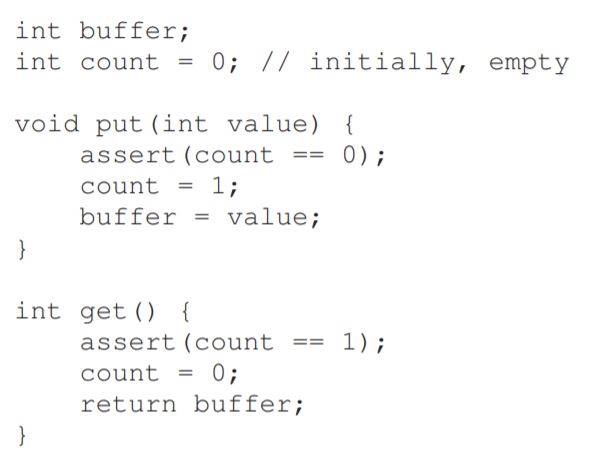 int buffer;
int count = 0; // initially, empty
void put(int value) {
assert(count == 0);
count = 1;
buffer = value;
}
int get() {
assert(count == 1);
count = 0;
return buffer;
}